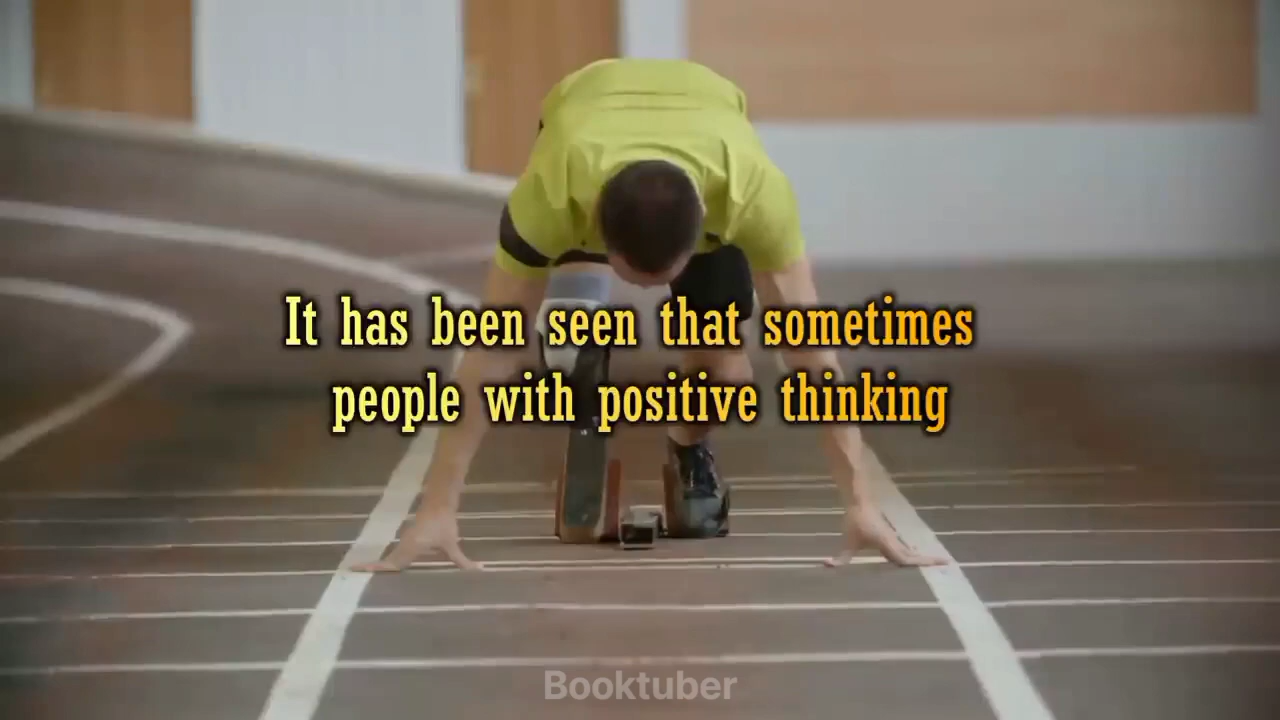 It has been seen that sometimes
people with positive thinking
Booktuber